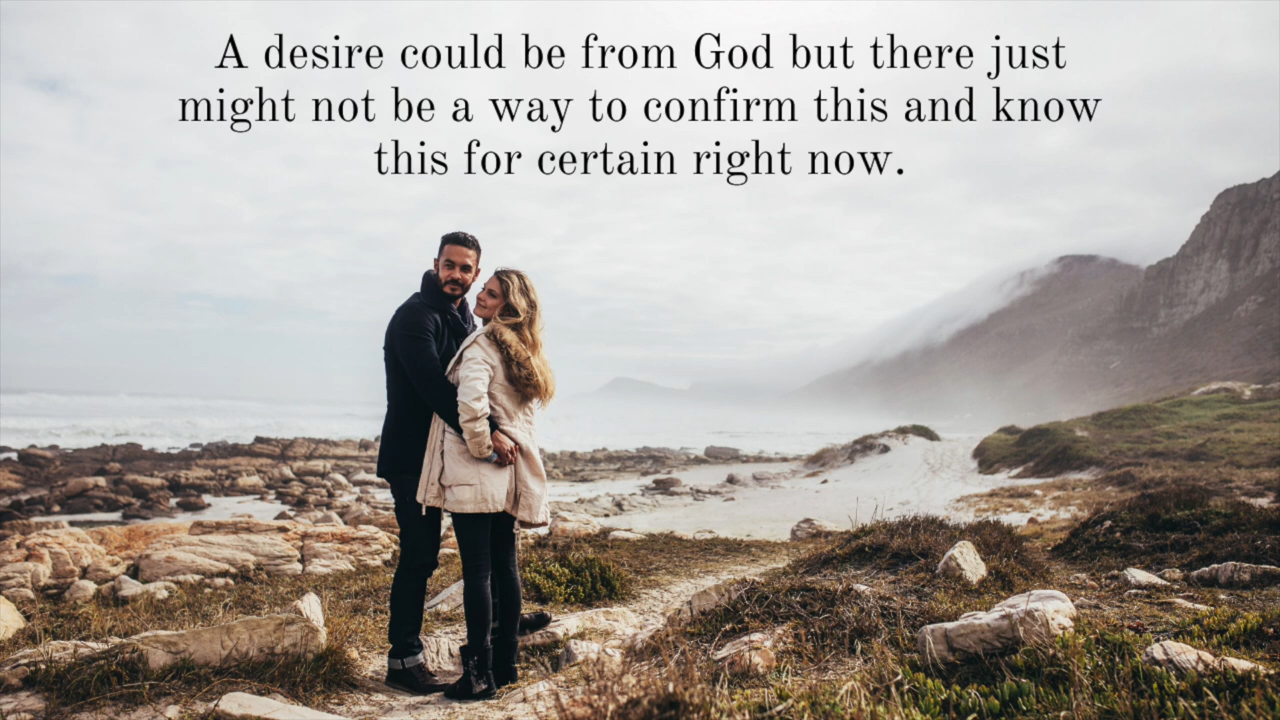 A desire could be from God but there just
might not be a way to confirm this and know
this for certain right now.